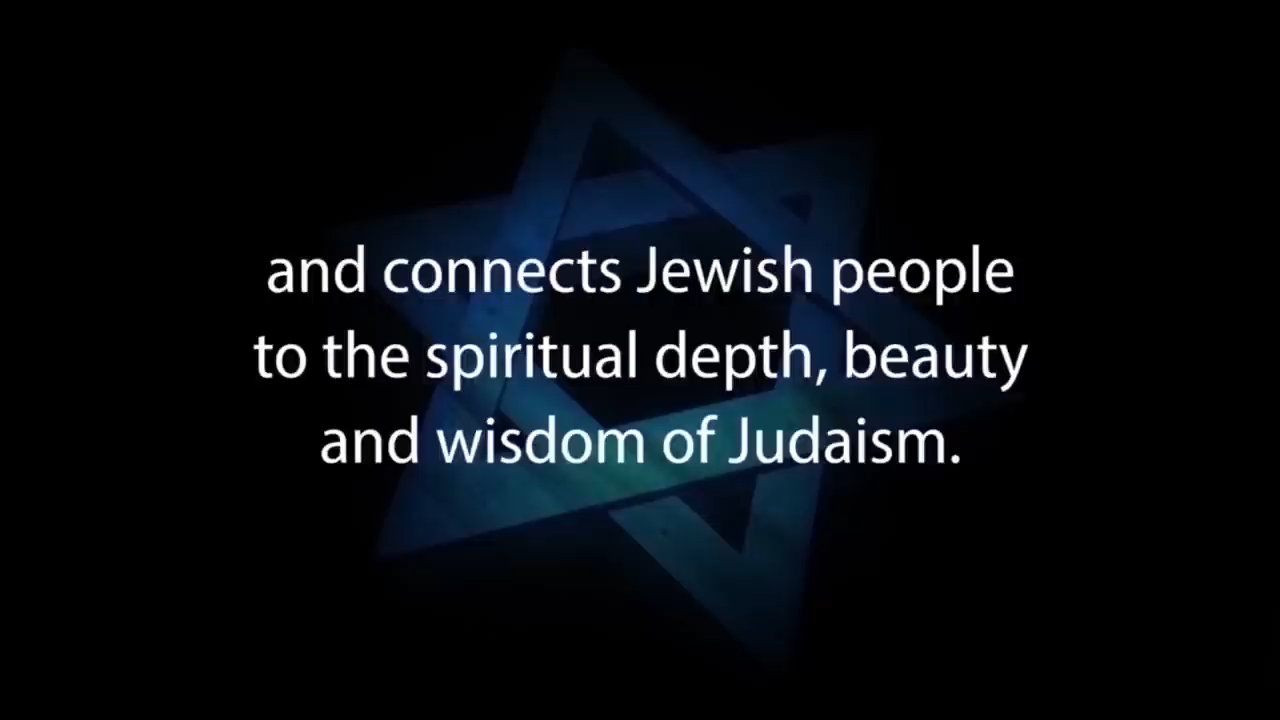 and connects Jewish people
to the spiritual depth, beauty
and wisdom of Judaism.